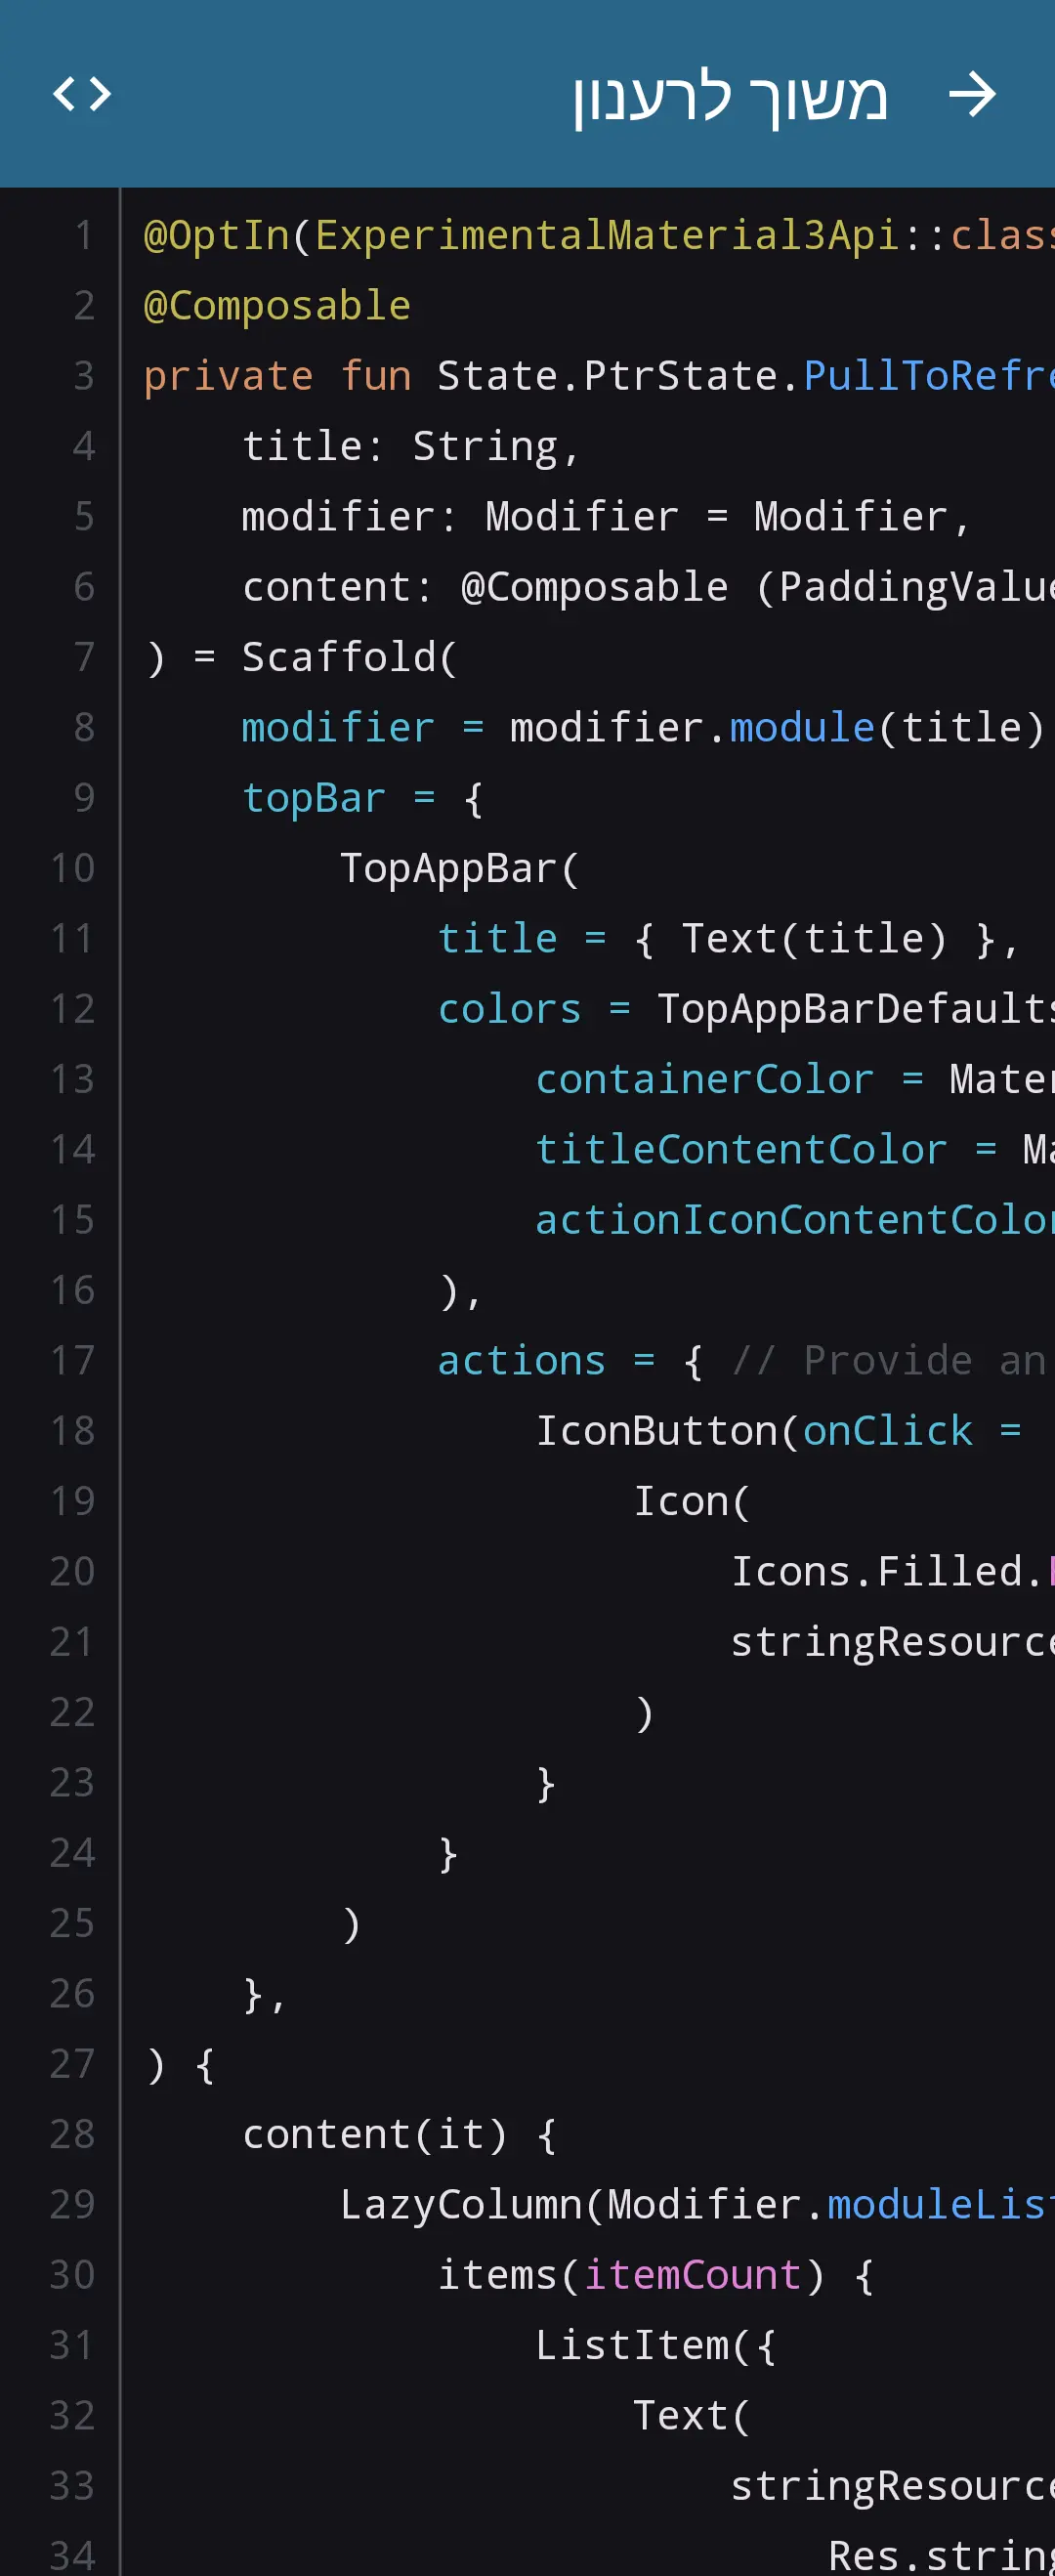 משוך לרענון
1 @OptIn(ExperimentalMaterial3Api::class
2 @Composable
3 private fun State.PtrState.PullToRefre
4     title: String,
5     modifier: Modifier = Modifier,
6     content: @Composable (PaddingValue
7 ) = Scaffold(
8     modifier = modifier.module(title)
9     topBar = {
10         TopAppBar(
11             title = { Text(title) },
12             colors = TopAppBarDefaults
13                 containerColor = Mater
14                 titleContentColor = Ma
15                 actionIconContentColor
16             ),
17             actions = { // Provide an
18                 IconButton(onClick =
19                     Icon(
20                         Icons.Filled.
21                         stringResource
22                     )
23                 }
24             }
25         )
26     },
27 ) {
28     content(it) {
29         LazyColumn(Modifier.moduleList
30             items(itemCount) {
31                 ListItem({
32                     Text(
33                         stringResource
34                             Res.string